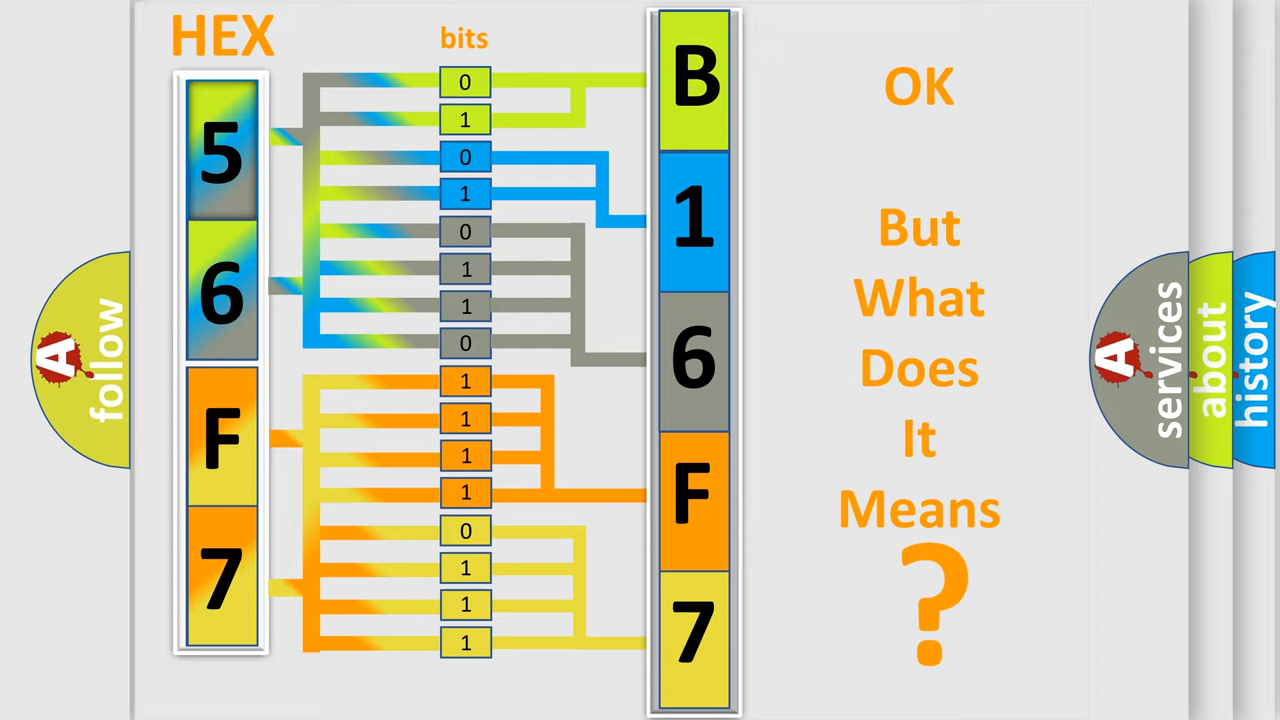 HEX
bits
5
6
F
7
0
1
0
1
0
1
1
0
1
1
1
1
0
1
1
1
B
1
6
F
7
OK
But
What
Does
It
Means
?
A
follow
A
services
about
history